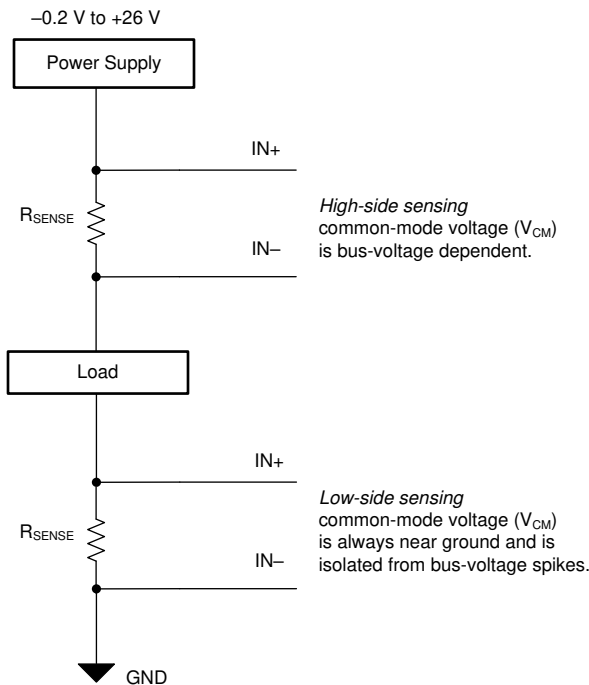 –0.2 V to +26 V
Power Supply
IN+
RSENSE
High-side sensing
common-mode voltage (VCM)
is bus-voltage dependent.
IN–
Load
IN+
RSENSE
Low-side sensing
common-mode voltage (VCM)
is always near ground and is
isolated from bus-voltage spikes.
IN–
GND